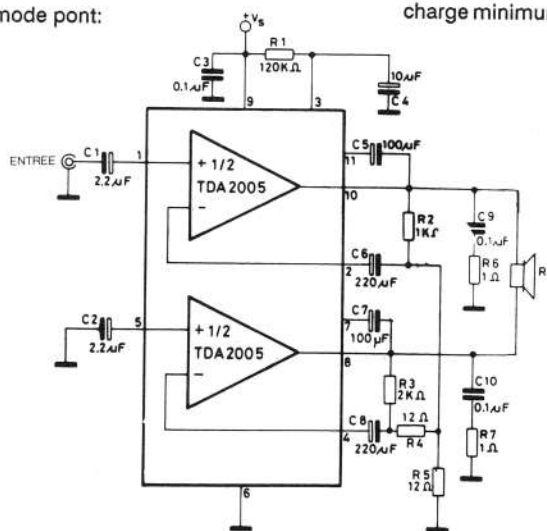 mode pont:
charge minimum
+Vs
C3
0.1µF
R1
120KΩ
10µF
C4
9
3
ENTREE
C1
2.2µF
1
+ 1/2
TDA2005
-
C5
100µF
11
10
R2
1KΩ
C6
220µF
2
C9
0.1µF
R6
1Ω
R
C2
2.2µF
5
+ 1/2
TDA2005
-
7
C7
100µF
8
R3
2KΩ
C8
220µF
4
12Ω
R4
R5
12Ω
C10
0.1µF
R7
1Ω
6